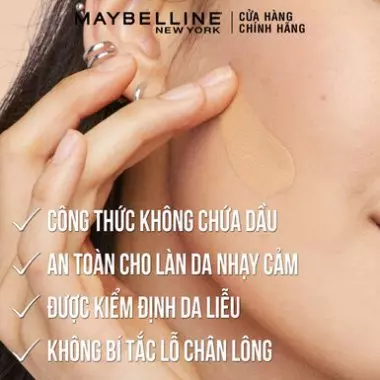 MAYBELLINE
NEW YORK
CỬA HÀNG
CHÍNH HÃNG
CÔNG THỨC KHÔNG CHỨA DẦU
AN TOÀN CHO LÀN DA NHẠY CẢM
ĐƯỢC KIỂM ĐỊNH DA LIỄU
KHÔNG BÍ TẮC LỖ CHÂN LÔNG